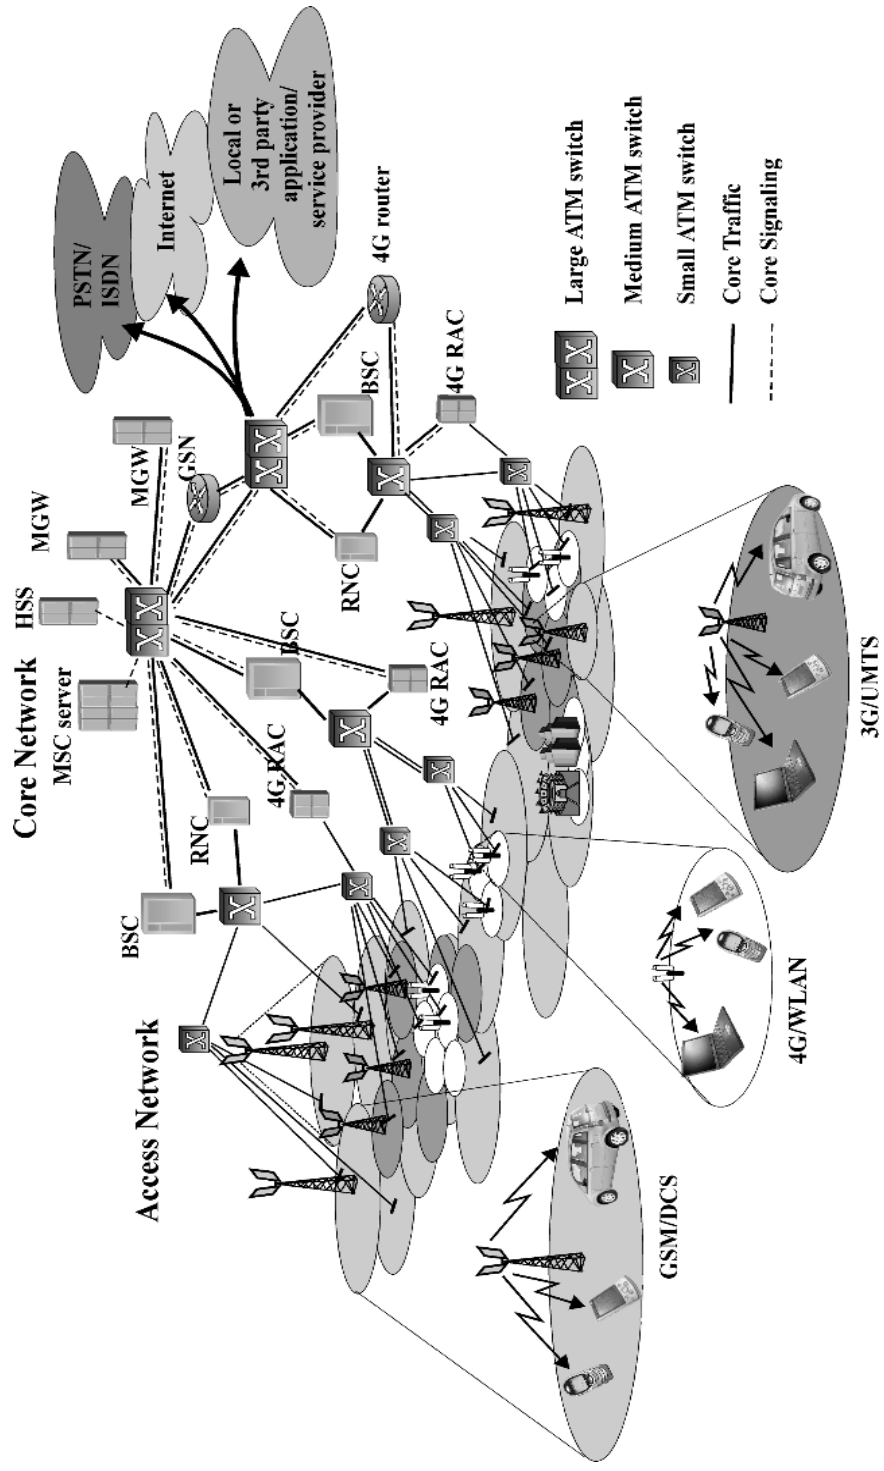 Access Network
Core Network
MSC server
HSS
MGW
MGW
GSN
PSTN/
ISDN
Internet
Local or
3rd party
application/
service provider
BSC
RNC
4G RAC
BSC
4G RAC
RNC
BSC
4G RAC
4G router
GSM/DCS
4G/WLAN
3G/UMTS
Large ATM switch
Medium ATM switch
Small ATM switch
Core Traffic
Core Signaling